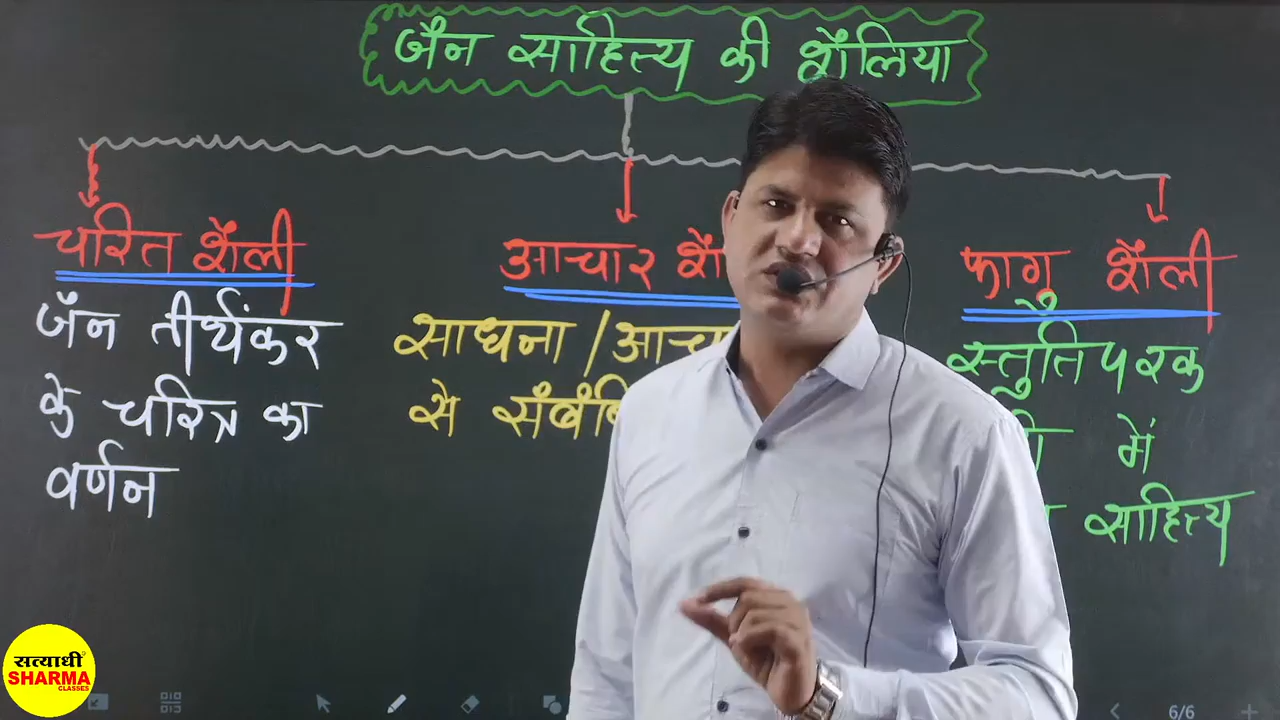 जैन साहित्य की शैलिया
चरित शैली
जैन तीर्थंकर
के चरित्र का
वर्णन
आचार शै
साधना / आचा
से संबंधि
फागु शैली
स्तुतिपरक
में
साहित्य
सत्यार्थी
SHARMA
CLASSES
6/6